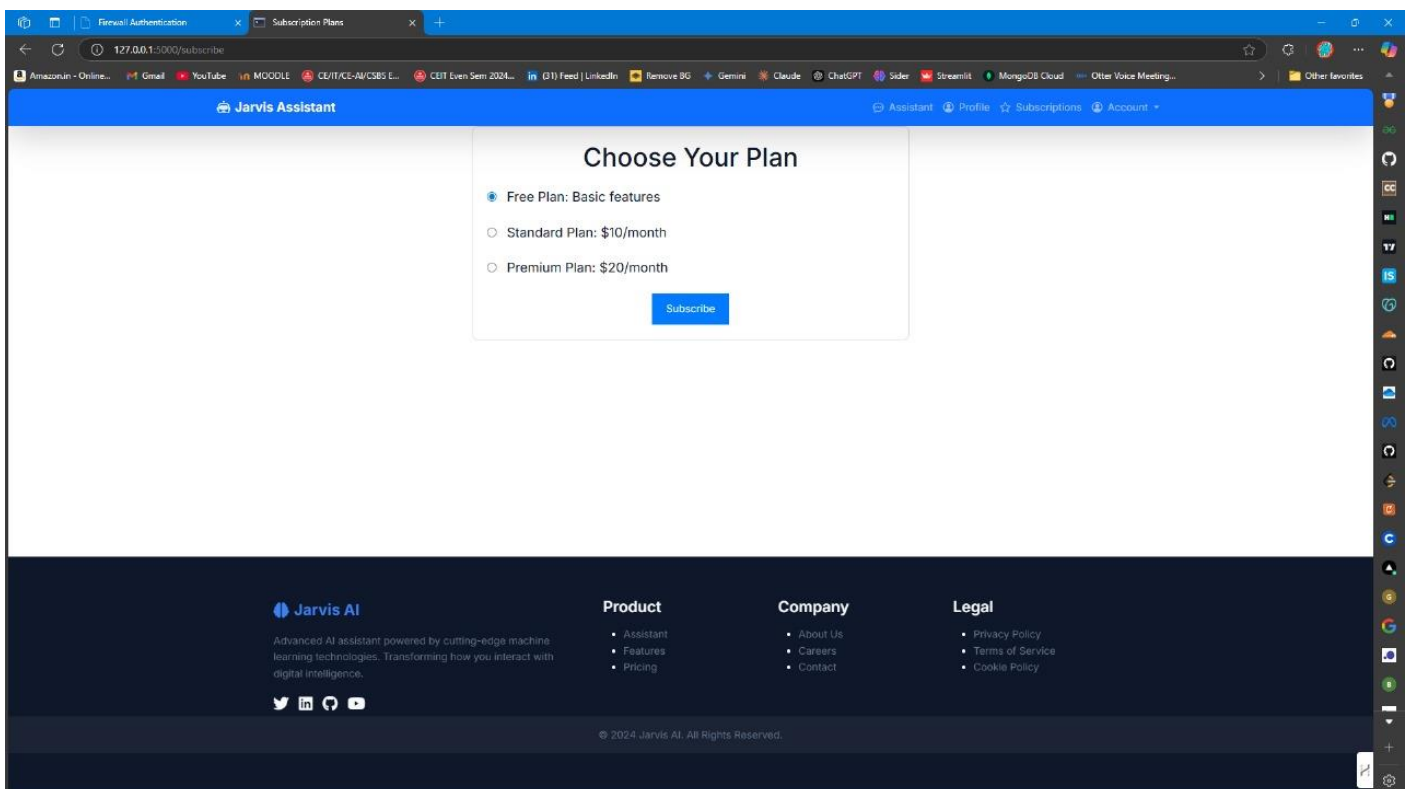 Firewall Authentication
Subscription Plans
127.0.0.1:5000/subscribe
Amazon.in - Online... Gmail YouTube MOODLE CE/IT/CE-AI/CSBS E... CEIT Even Sem 2024... (31) Feed | LinkedIn Remove BG Gemini Claude ChatGPT Sider Streamlit MongoDB Cloud Otter Voice Meeting... Other favorites
Jarvis Assistant
Assistant Profile Subscriptions Account
Choose Your Plan
Free Plan: Basic features
Standard Plan: $10/month
Premium Plan: $20/month
Subscribe
Jarvis AI
Advanced AI assistant powered by cutting-edge machine
learning technologies. Transforming how you interact with
digital intelligence.
Product
Assistant
Features
Pricing
Company
About Us
Careers
Contact
Legal
Privacy Policy
Terms of Service
Cookie Policy
© 2024 Jarvis AI. All Rights Reserved.